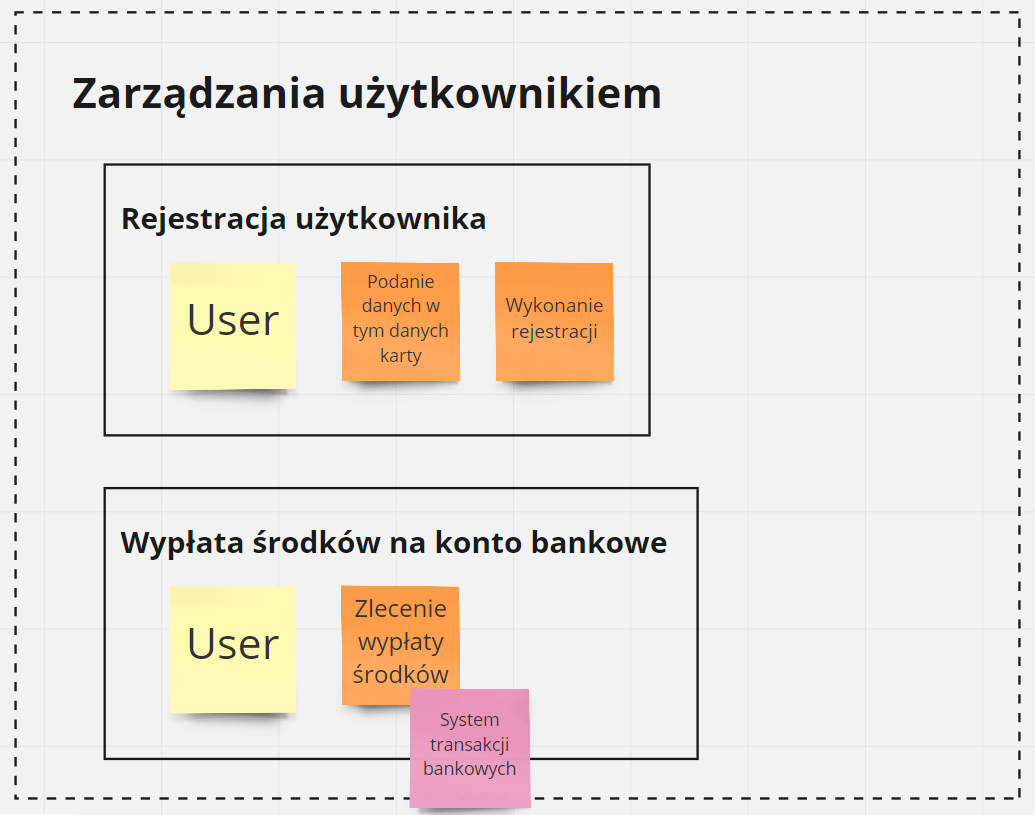 Zarządzania użytkownikiem
Rejestracja użytkownika
User
Podanie
danych w
tym danych
karty
Wykonanie
rejestracji
Wypłata środków na konto bankowe
User
Zlecenie
wypłaty
środków
System
transakcji
bankowych